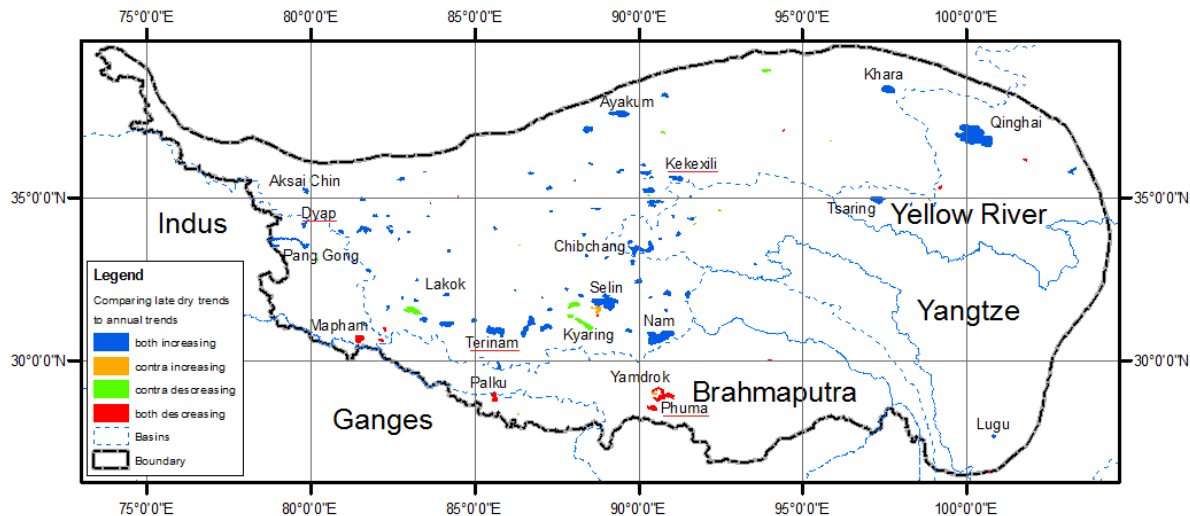 75°0'0"E 80°0'0"E 85°0'0"E 90°0'0"E 95°0'0"E 100°0'0"E
Khara
Ayakum
Qinghai
Kekexili
Aksai Chin
35°0'0"N 35°0'0"N
Dyap
Tsaring
Yellow River
Indus
Chibchang
Pang Gong
Legend
Comparing late dry trends
to annual trends
both increasing
contra increasing
contra descreasing
both descreasing
Basins
Boundary
Lakok
Selin
Yangtze
Mapham
Kyaring
Nam
Terinam
30°0'0"N 30°0'0"N
Palku
Yamdrok
Brahmaputra
Phuma
Ganges
Lugu
75°0'0"E 80°0'0"E 85°0'0"E 90°0'0"E 95°0'0"E 100°0'0"E